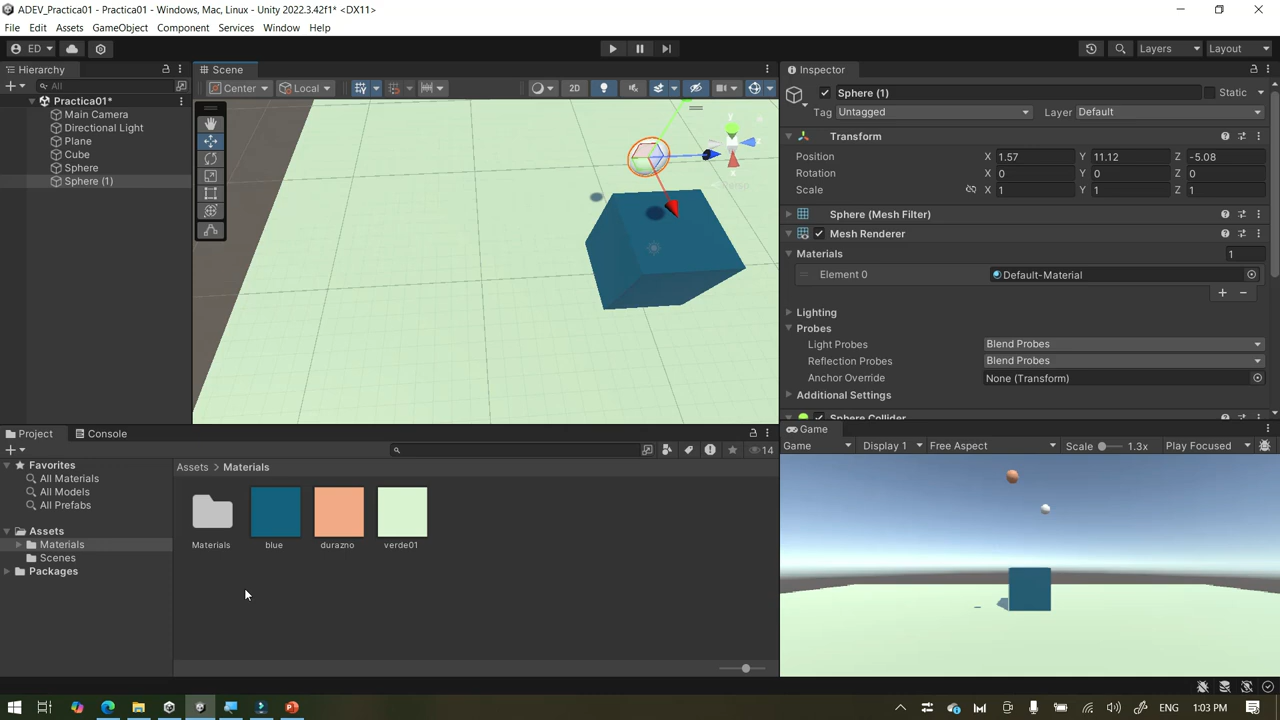 ADEV_Practica01 - Practica01 - Windows, Mac, Linux - Unity 2022.3.42f1* <DX11>
File Edit Assets GameObject Component Services Window Help
ED Layers Layout
Hierarchy
All
Practica01*
Main Camera
Directional Light
Plane
Cube
Sphere
Sphere (1)
Scene
Center Local 2D
y
x
z
Persp
Inspector
Sphere (1) Static
Tag Untagged Layer Default
Transform
Position X 1.57 Y 11.12 Z -5.08
Rotation X 0 Y 0 Z 0
Scale X 1 Y 1 Z 1
Sphere (Mesh Filter)
Mesh Renderer
Materials 1
Element 0 Default-Material
Lighting
Probes
Light Probes Blend Probes
Reflection Probes Blend Probes
Anchor Override None (Transform)
Additional Settings
Sphere Collider
Project Console
14
Favorites
All Materials
All Models
All Prefabs
Assets
Materials
Scenes
Packages
Assets > Materials
Materials blue durazno verde01
Game
Game Display 1 Free Aspect Scale 1.3x Play Focused
ENG 1:03 PM